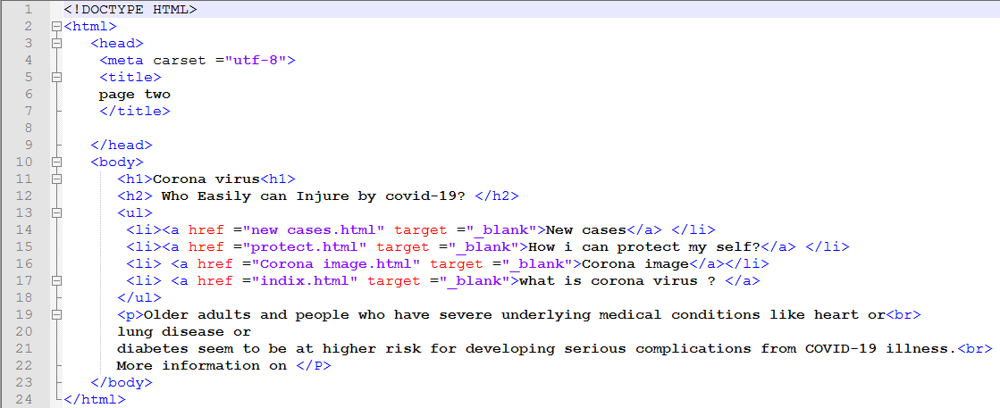 1 <!DOCTYPE HTML>
2 <html>
3 <head>
4 <meta carset ="utf-8">
5 <title>
6 page two
7 </title>
8
9 </head>
10 <body>
11 <h1>Corona virus<h1>
12 <h2> Who Easily can Injure by covid-19? </h2>
13 <ul>
14 <li><a href ="new cases.html" target ="_blank">New cases</a> </li>
15 <li><a href ="protect.html" target ="_blank">How i can protect my self?</a> </li>
16 <li> <a href ="Corona image.html" target ="_blank">Corona image</a></li>
17 <li> <a href ="indix.html" target ="_blank">what is corona virus ? </a>
18 </ul>
19 <p>Older adults and people who have severe underlying medical conditions like heart or<br>
20 lung disease or
21 diabetes seem to be at higher risk for developing serious complications from COVID-19 illness.<br>
22 More information on </P>
23 </body>
24 </html>